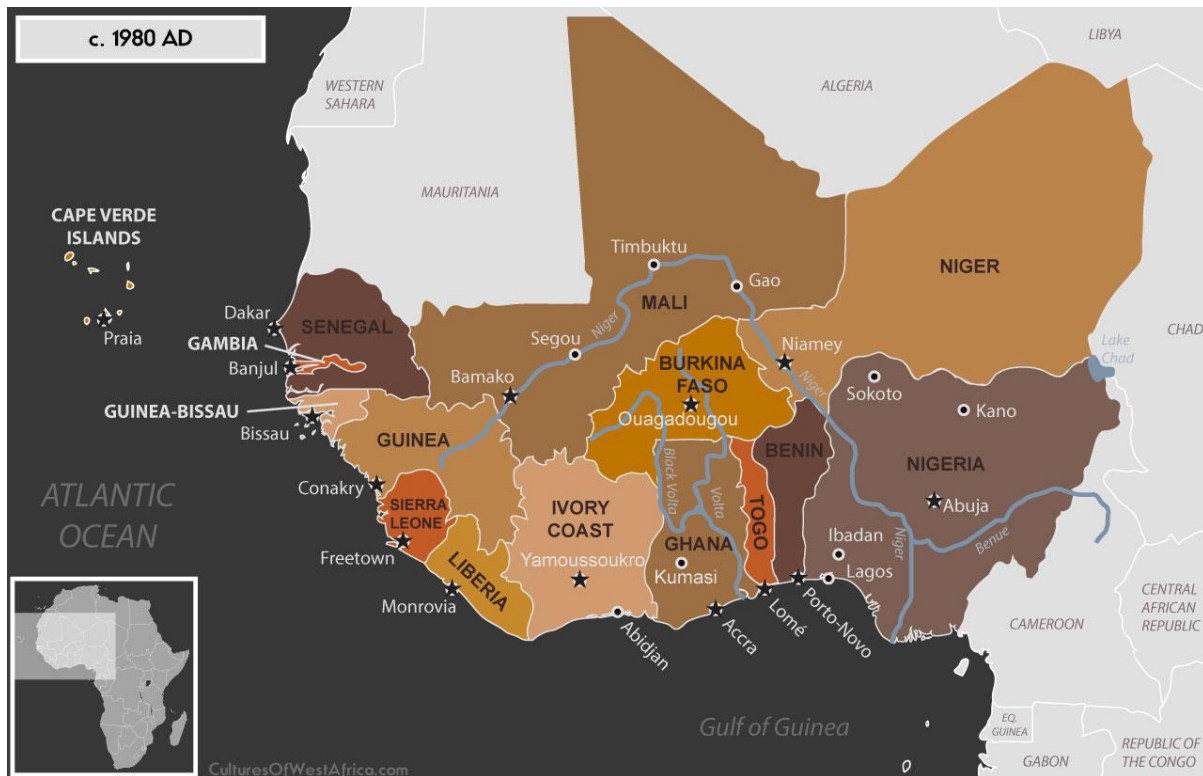 c. 1980 AD
LIBYA
WESTERN
SAHARA
ALGERIA
MAURITANIA
CAPE VERDE
ISLANDS
Praia
Timbuktu
Gao
NIGER
MALI
CHAD
Dakar
SENEGAL
GAMBIA
Banjul
Segou
Niger
Niamey
Niger
Lake
Chad
BURKINA
FASO
Ouagadougou
Sokoto
Kano
Bamako
GUINEA-BISSAU
Bissau
GUINEA
BENIN
NIGERIA
Abuja
ATLANTIC
OCEAN
Conakry
SIERRA
LEONE
IVORY
COAST
Yamoussoukro
Black Volta
Volta
TOGO
GHANA
Kumasi
Ibadan
Lagos
Niger
Benue
Freetown
LIBERIA
Monrovia
Abidjan
Accra
Lomé
Porto-Novo
CENTRAL
AFRICAN
REPUBLIC
CAMEROON
Gulf of Guinea
EQ.
GUINEA
GABON
REPUBLIC OF
THE CONGO
CulturesOfWestAfrica.com